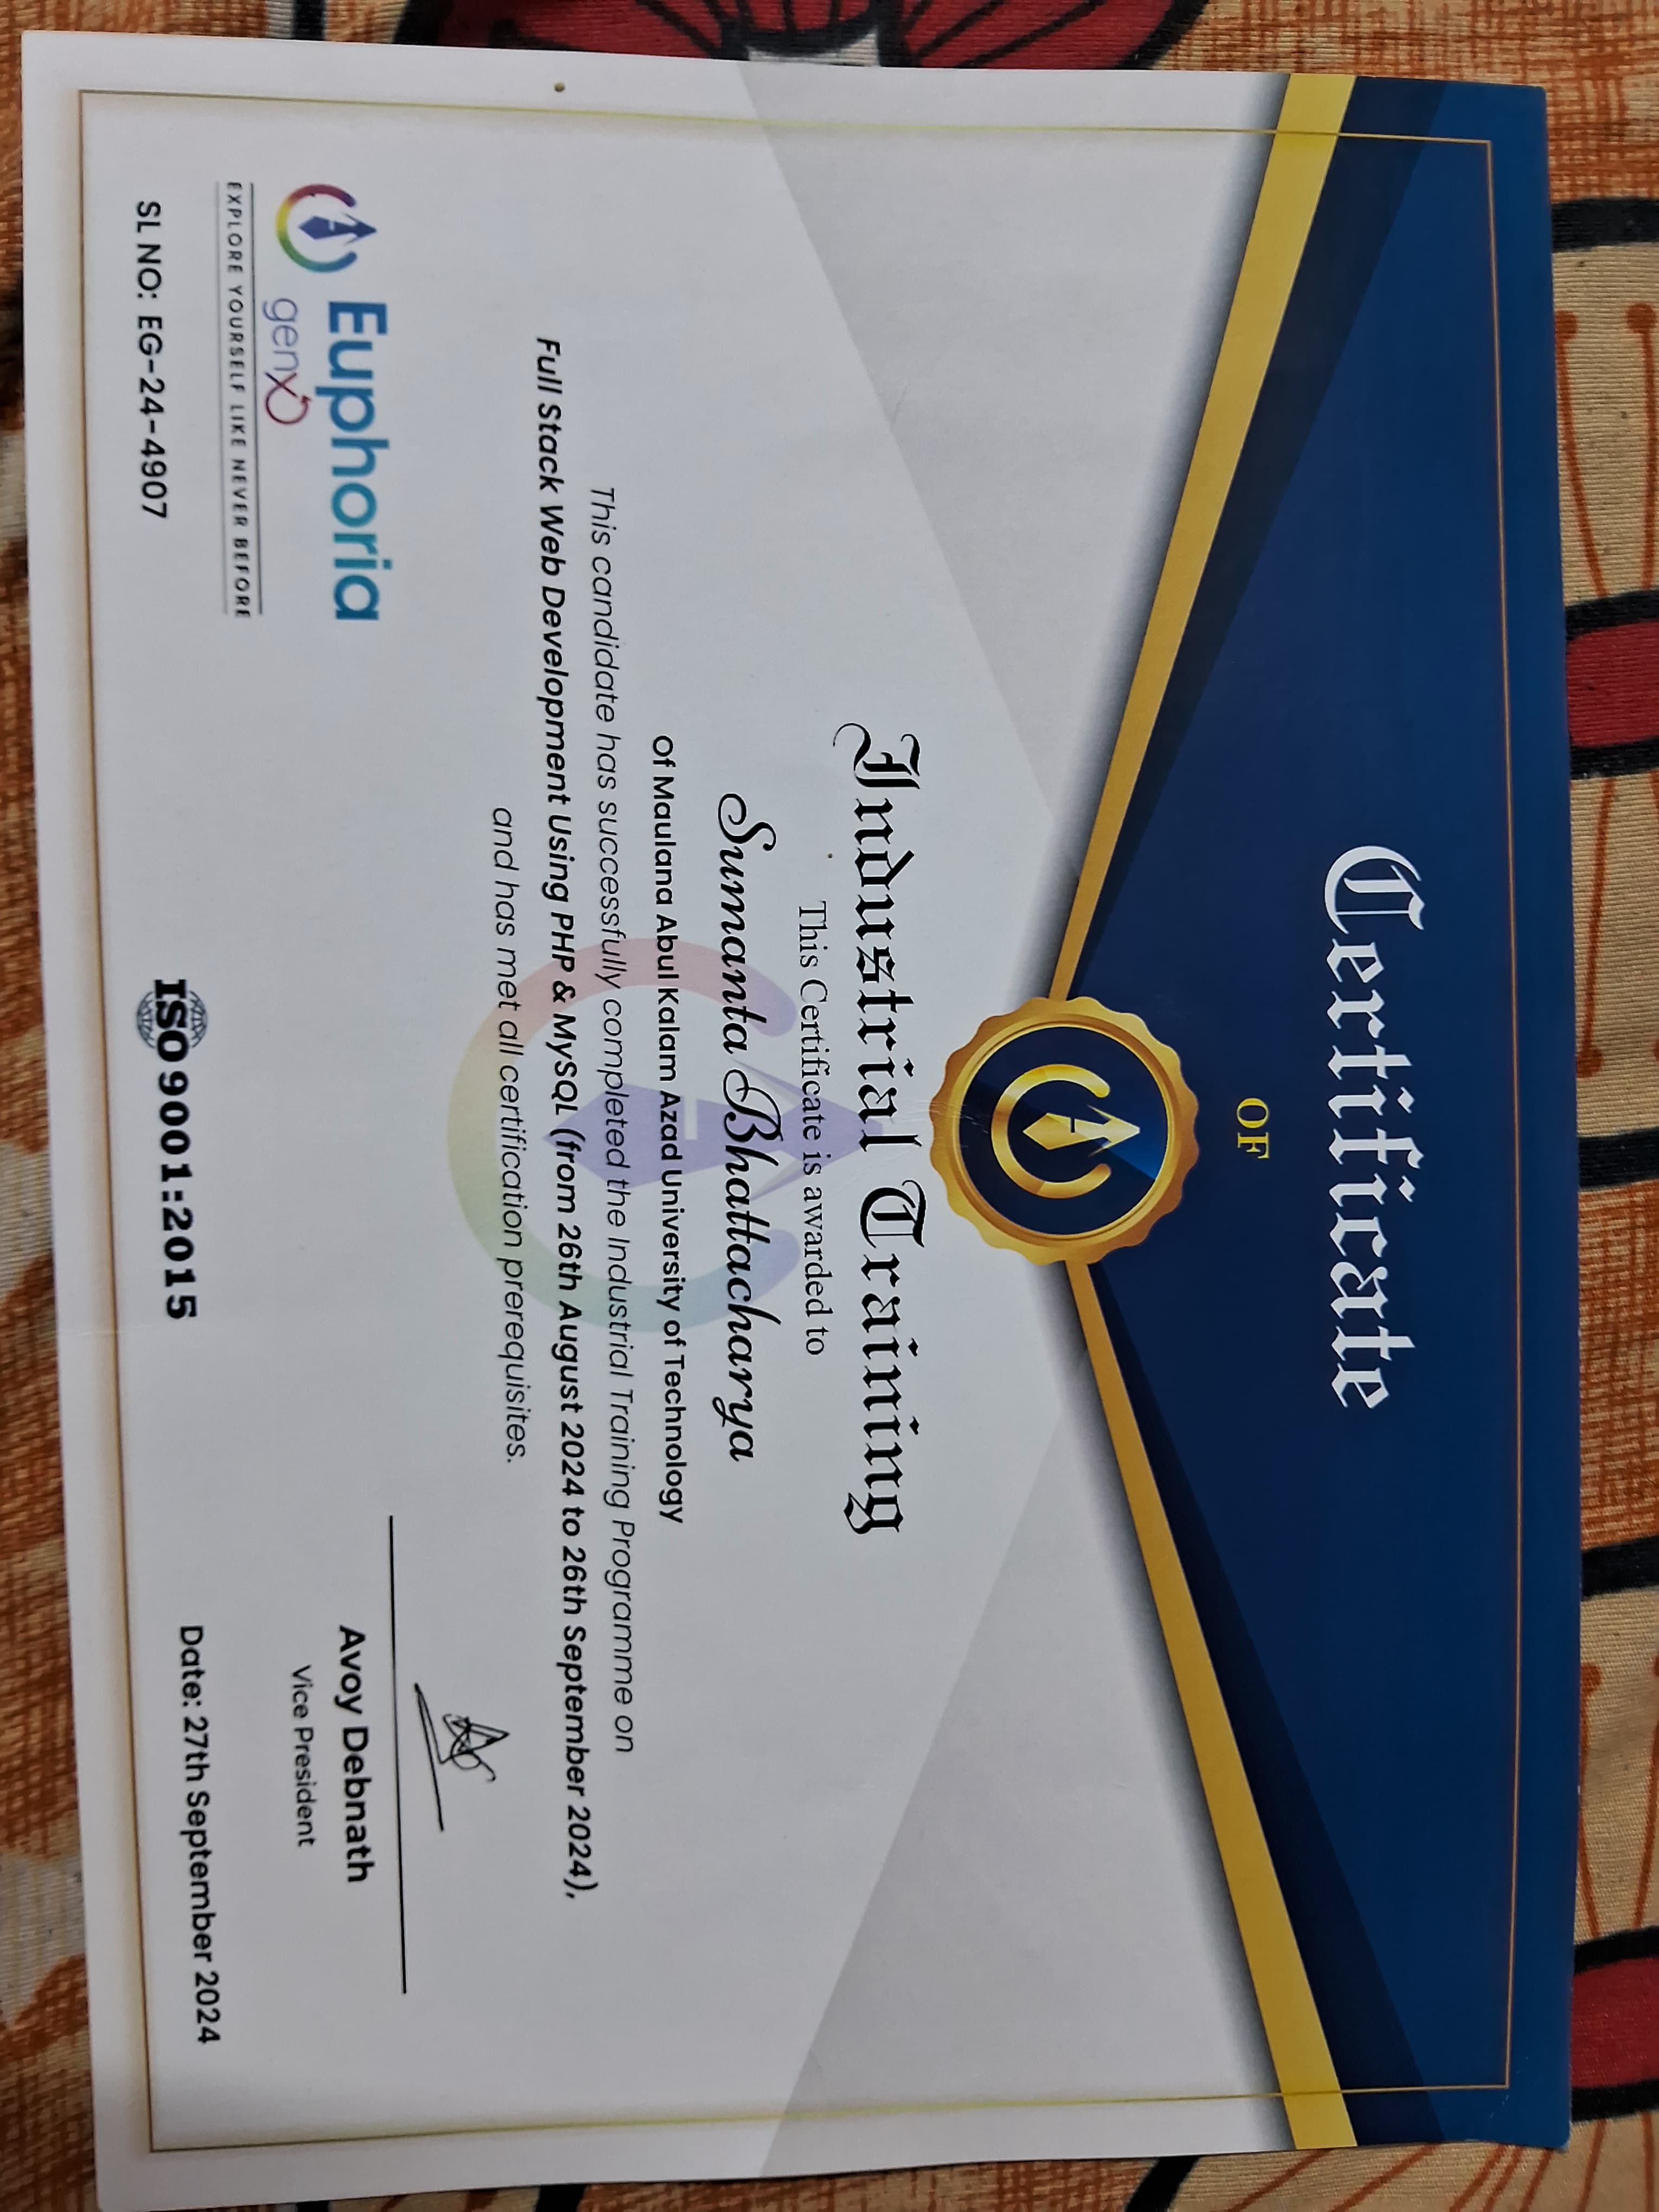 Certificate
OF
Industrial Training
This Certificate is awarded to
Sumanta Bhattacharya
Of Maulana Abul Kalam Azad University of Technology
This candidate has successfully completed the Industrial Training Programme on
Full Stack Web Development Using PHP & MySQL (from 26th August 2024 to 26th September 2024),
and has met all certification prerequisites.
Euphoria
genx
EXPLORE YOURSELF LIKE NEVER BEFORE
Avoy Debnath
Vice President
SL NO: EG-24-4907
ISO 9001:2015
Date: 27th September 2024